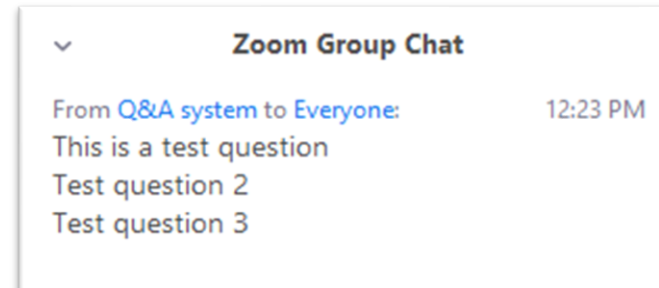 Zoom Group Chat
From Q&A system to Everyone: 12:23 PM
This is a test question
Test question 2
Test question 3